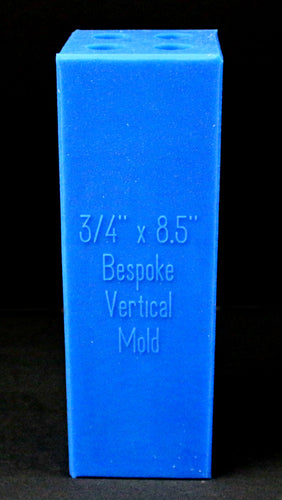 3/4" x 8.5"
Bespoke
Vertical
Mold